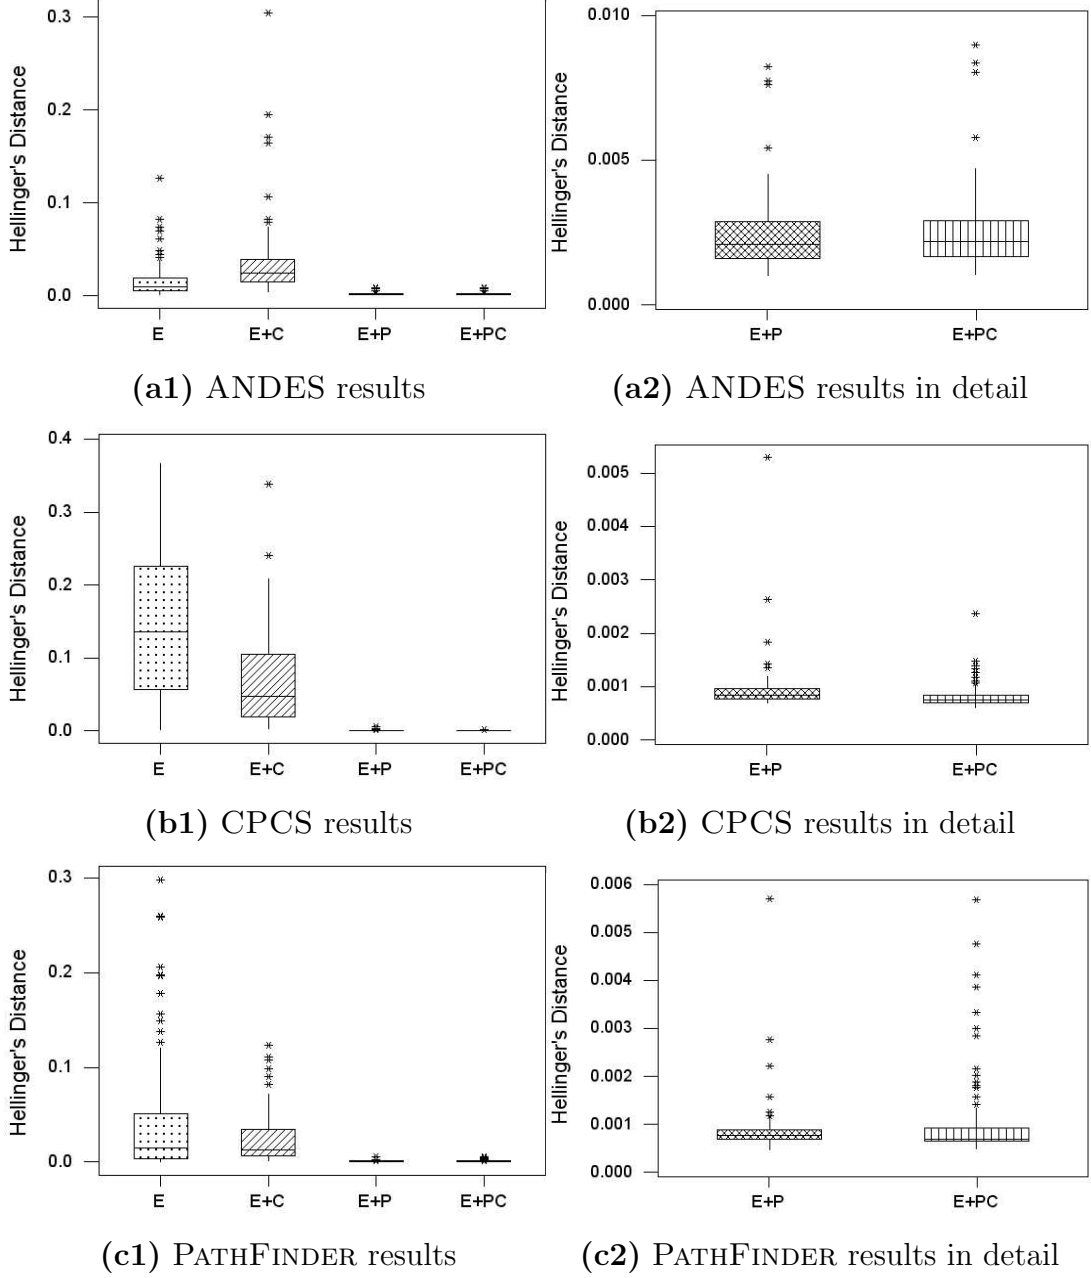 Hellinger's Distance
0.3
0.2
0.1
0.0
E E+C E+P E+PC
(a1) ANDES results
Hellinger's Distance
0.010
0.005
0.000
E+P E+PC
(a2) ANDES results in detail
Hellinger's Distance
0.4
0.3
0.2
0.1
0.0
E E+C E+P E+PC
(b1) CPCS results
Hellinger's Distance
0.005
0.004
0.003
0.002
0.001
0.000
E+P E+PC
(b2) CPCS results in detail
Hellinger's Distance
0.3
0.2
0.1
0.0
E E+C E+P E+PC
(c1) PATHFINDER results
Hellinger's Distance
0.006
0.005
0.004
0.003
0.002
0.001
0.000
E+P E+PC
(c2) PATHFINDER results in detail